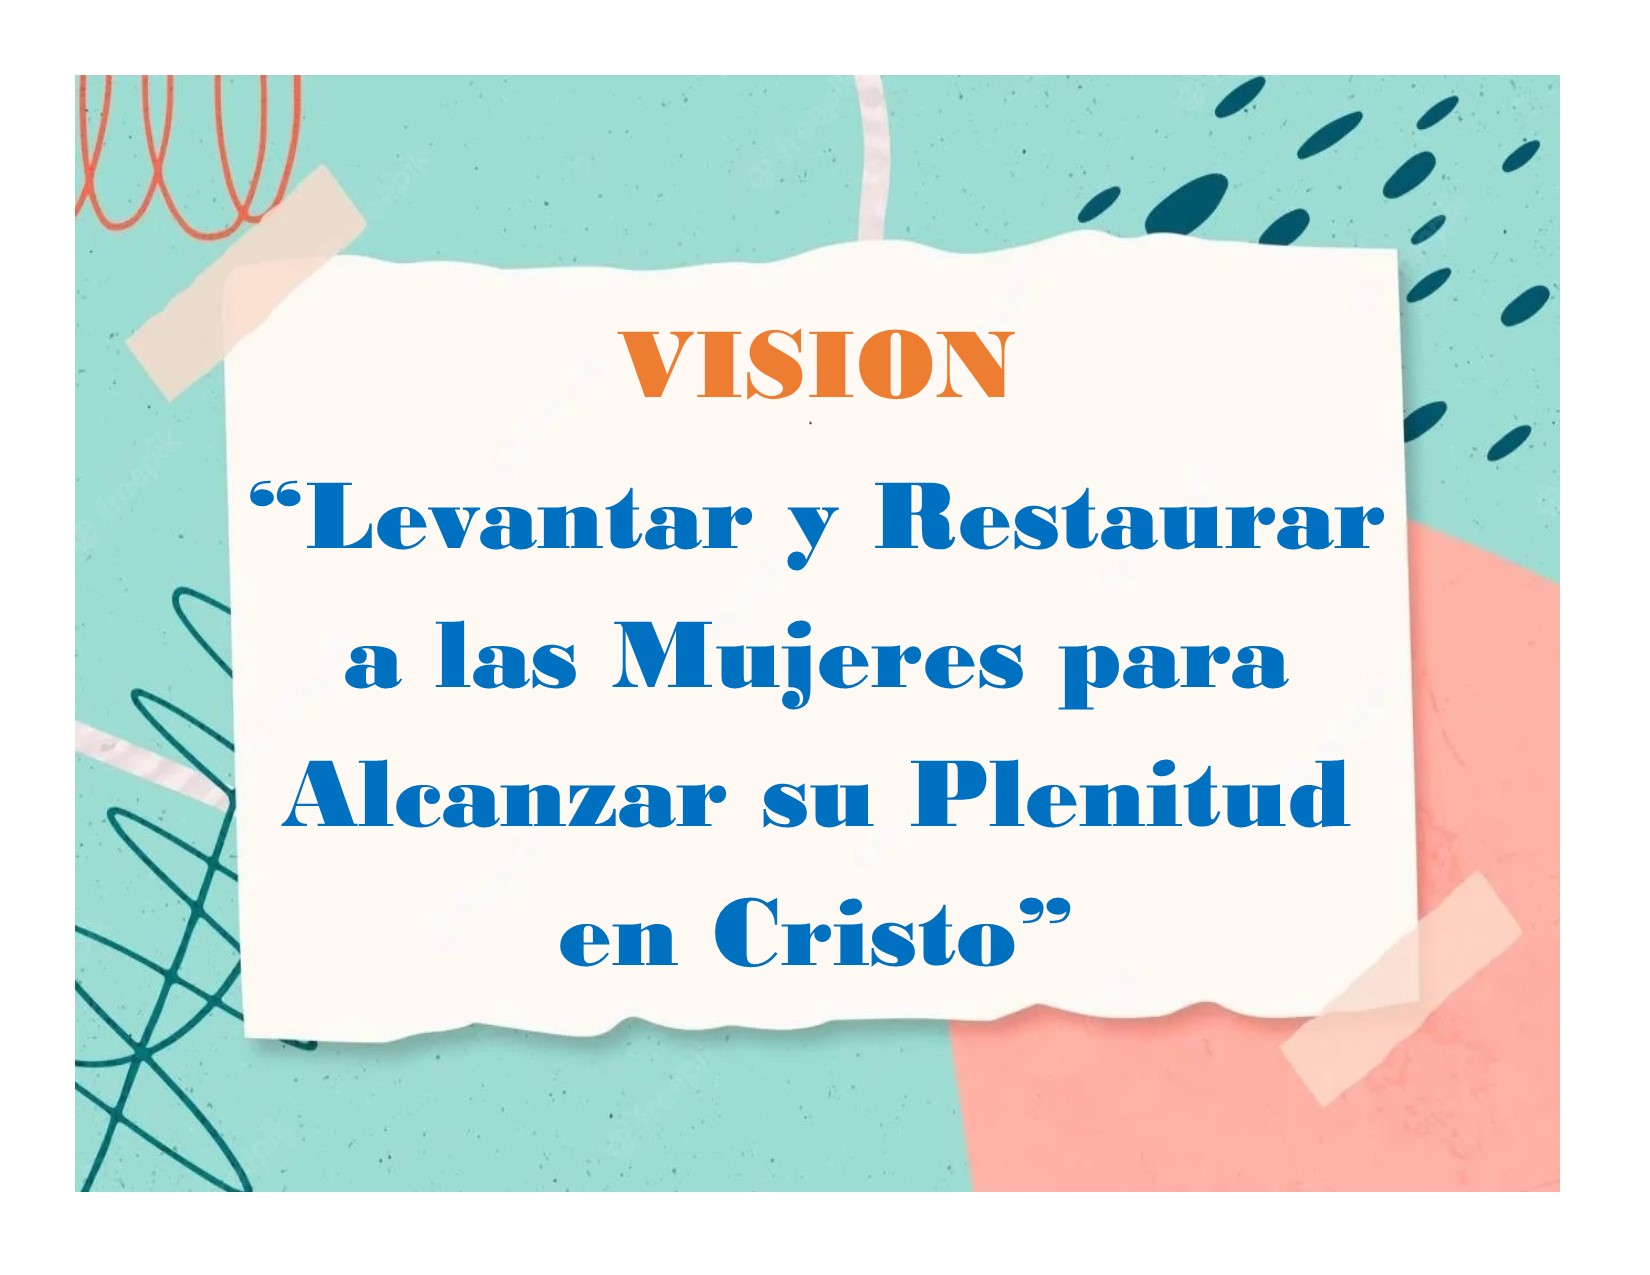 VISION
“Levantar y Restaurar
a las Mujeres para
Alcanzar su Plenitud
en Cristo”